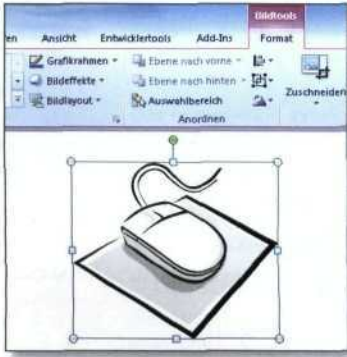 Bildtools
en Ansicht Entwicklertools Add-Ins Format
Grafikrahmen Ebene nach vorne
Bildeffekte Ebene nach hinten
Bildlayout Auswahlbereich Zuschneiden
Anordnen